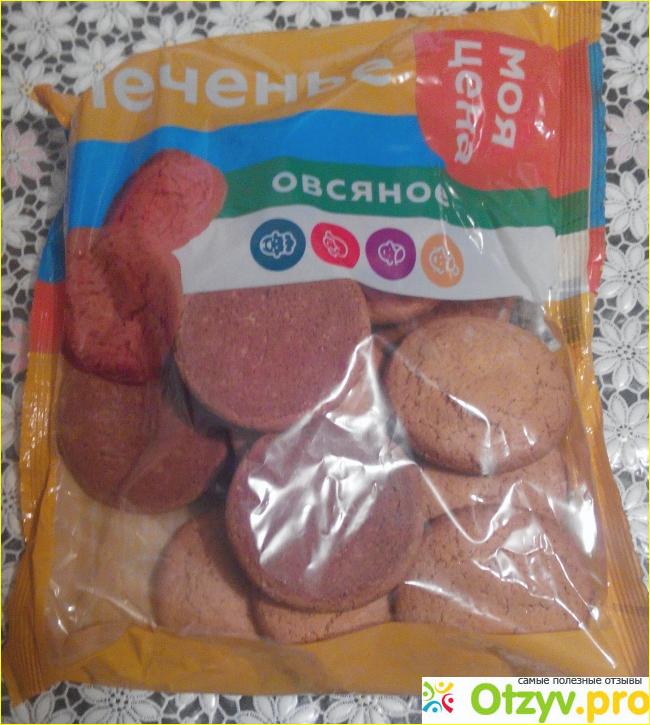 Печенье
моя
цена
овсяное
самые полезные отзывы
Otzyv.pro